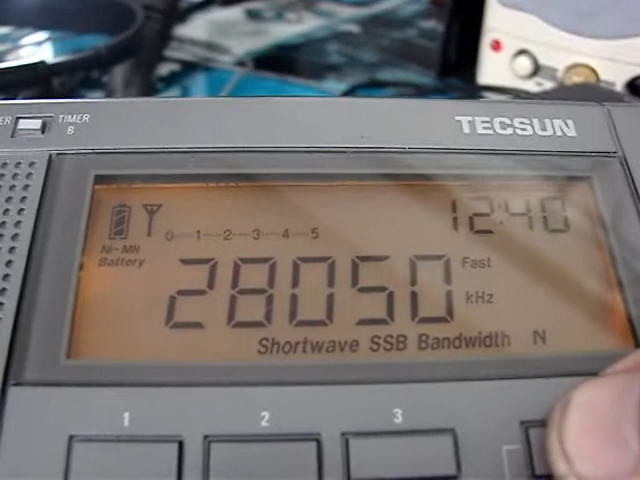 ER TIMER B
TECSUN
12:40
0 1 2 3 4 5
Ni-MH
Battery
28050 Fast kHz
Shortwave SSB Bandwidth N
1 2 3